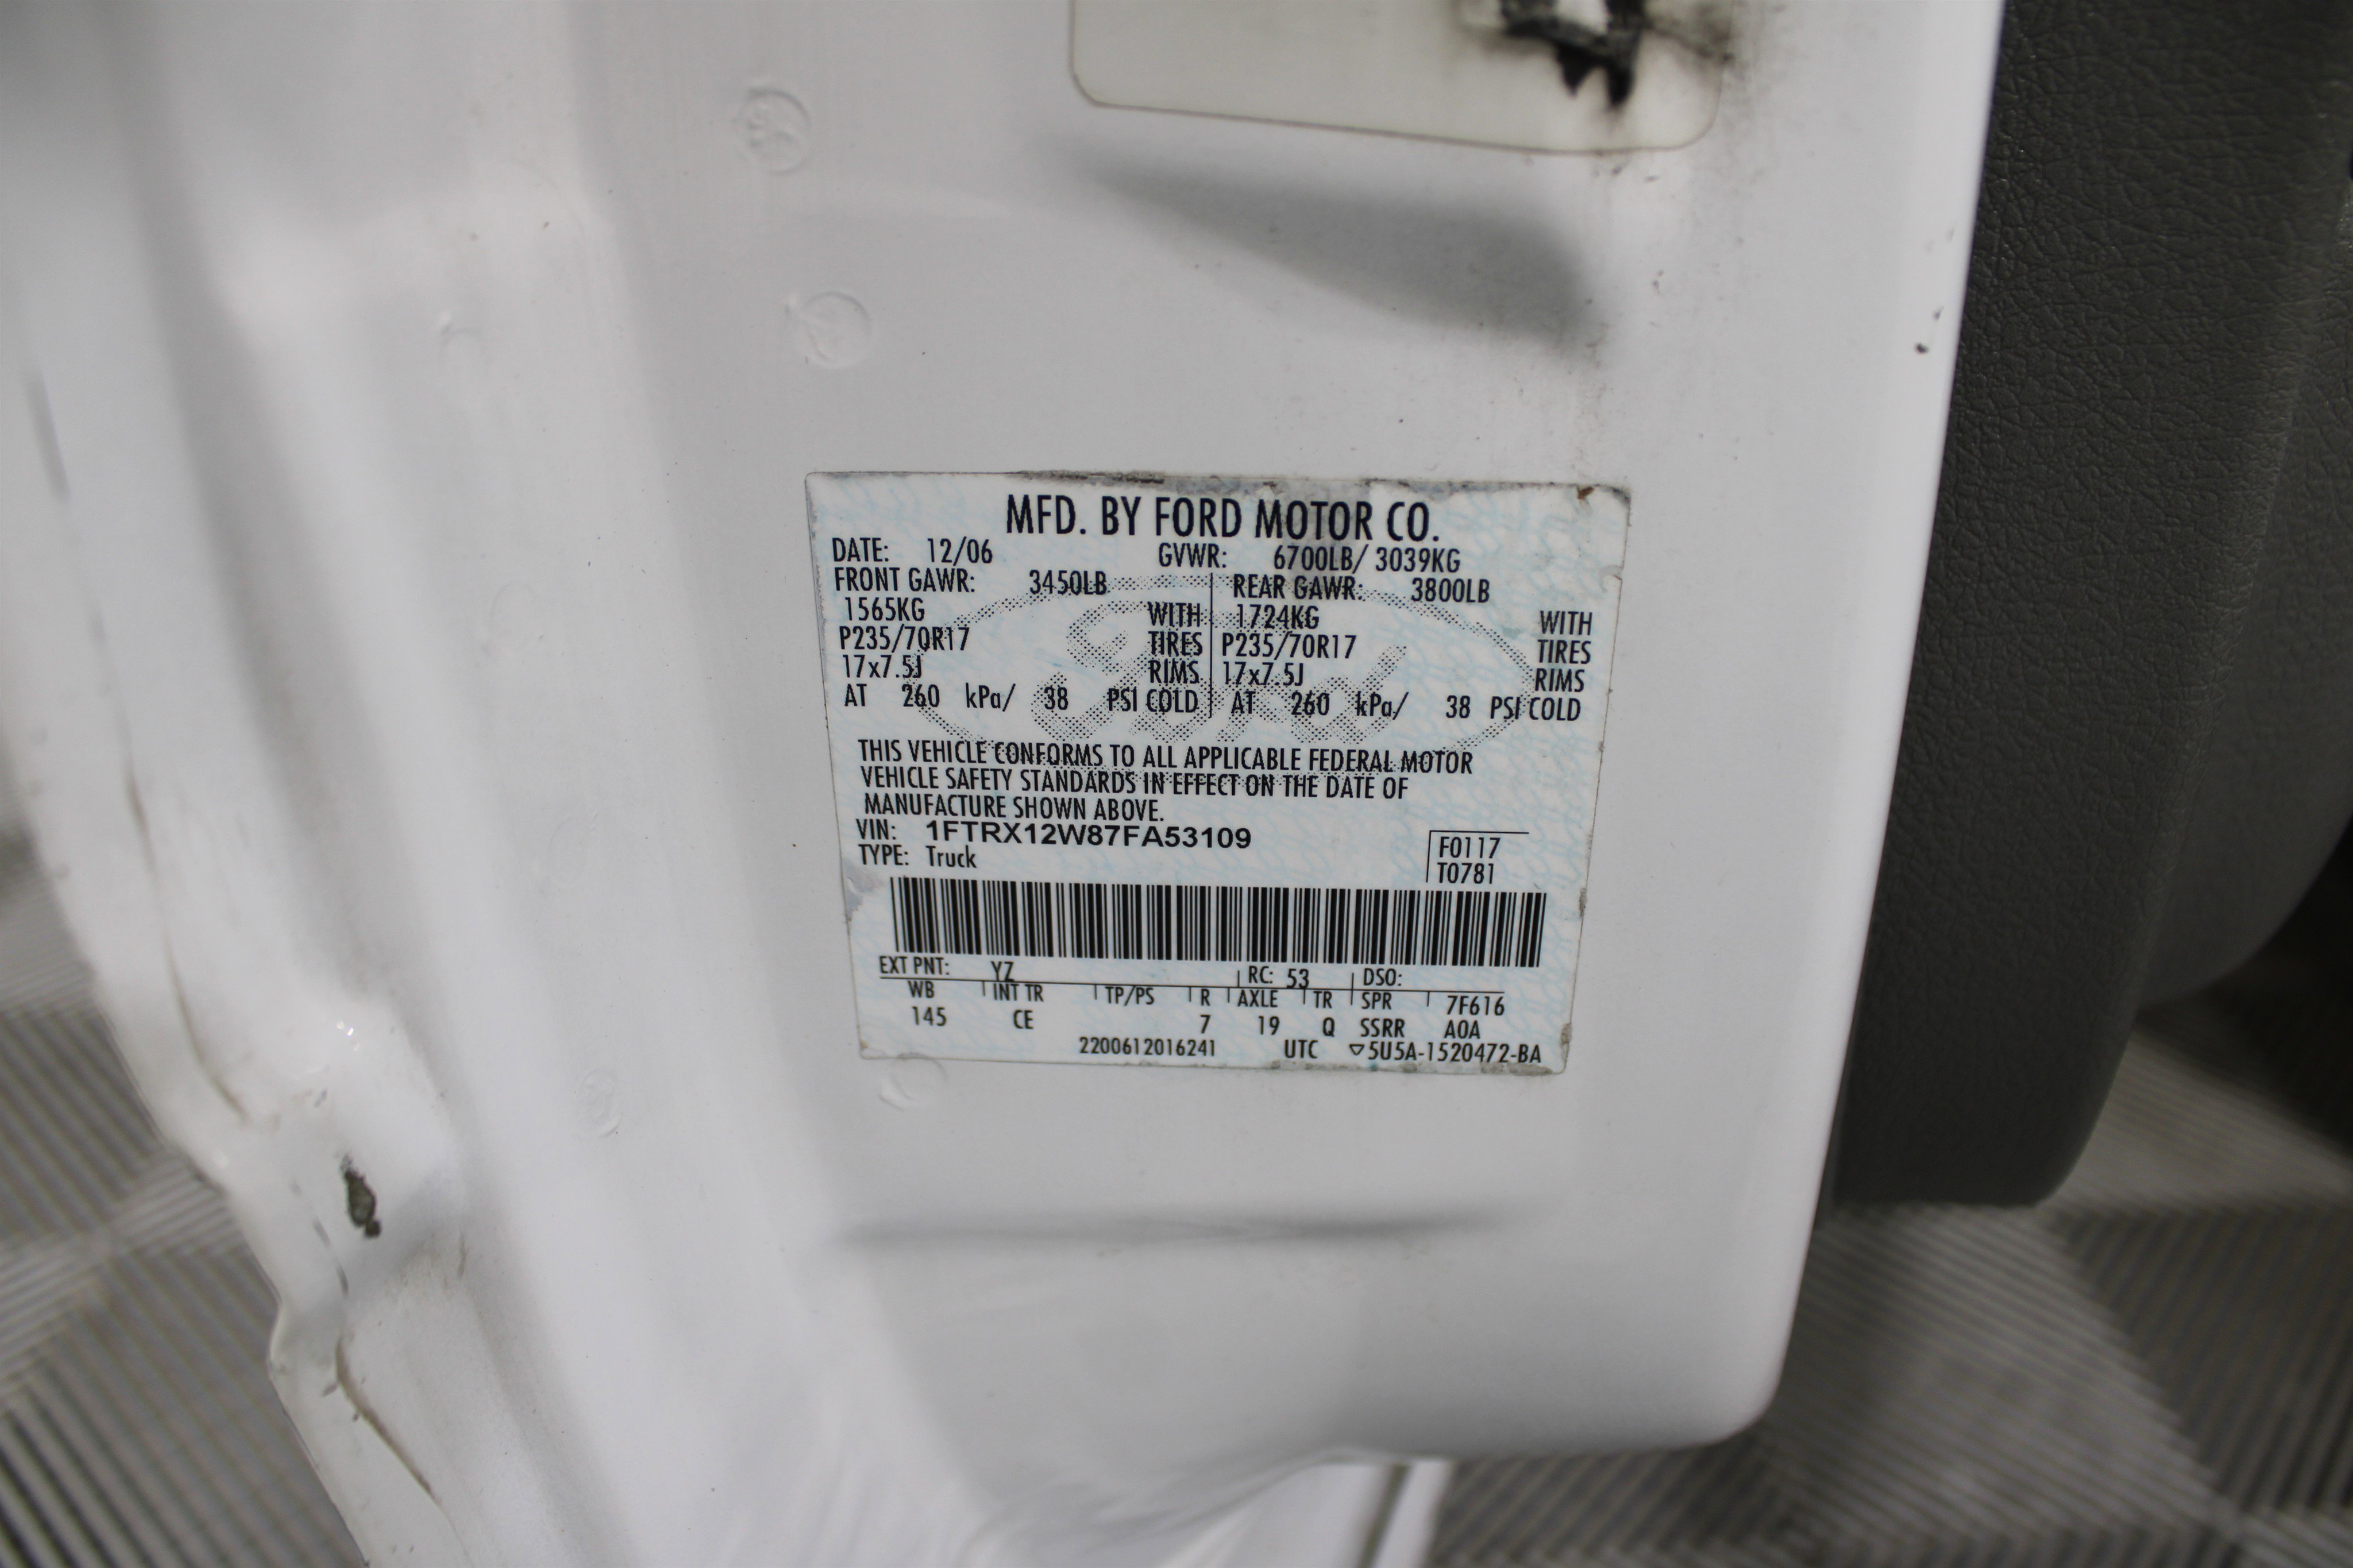 MFD. BY FORD MOTOR CO.
DATE: 12/06 GVWR: 6700LB/ 3039KG
FRONT GAWR: 3450LB REAR GAWR: 3800LB
1565KG WITH 1724KG WITH
P235/70R17 TIRES P235/70R17 TIRES
17x7.5J RIMS 17x7.5J RIMS
AT 260 kPa/ 38 PSI COLD AT 260 kPa/ 38 PSI COLD
Ford
THIS VEHICLE CONFORMS TO ALL APPLICABLE FEDERAL MOTOR
VEHICLE SAFETY STANDARDS IN EFFECT ON THE DATE OF
MANUFACTURE SHOWN ABOVE.
VIN: 1FTRX12W87FA53109 F0117
TYPE: Truck T0781
EXT PNT: YZ RC: 53 DSO:
WB INT TR TP/PS R AXLE TR SPR 7F616
145 CE 7 19 Q SSRR A0A
2200612016241 UTC ▽5U5A-1520472-BA